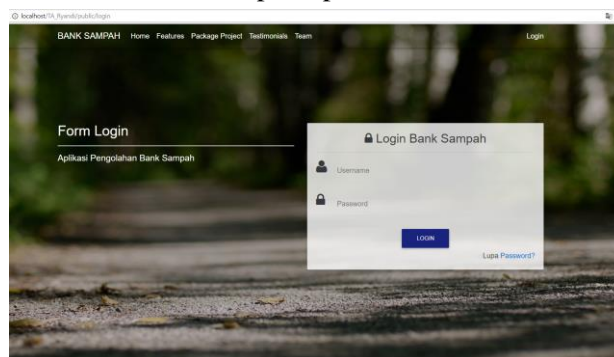 localhost/TA_Ryandi/public/login
BANK SAMPAH Home Features Package Project Testimonials Team Login
Form Login
Aplikasi Pengolahan Bank Sampah
Login Bank Sampah
Username
Password
LOGIN
Lupa Password?